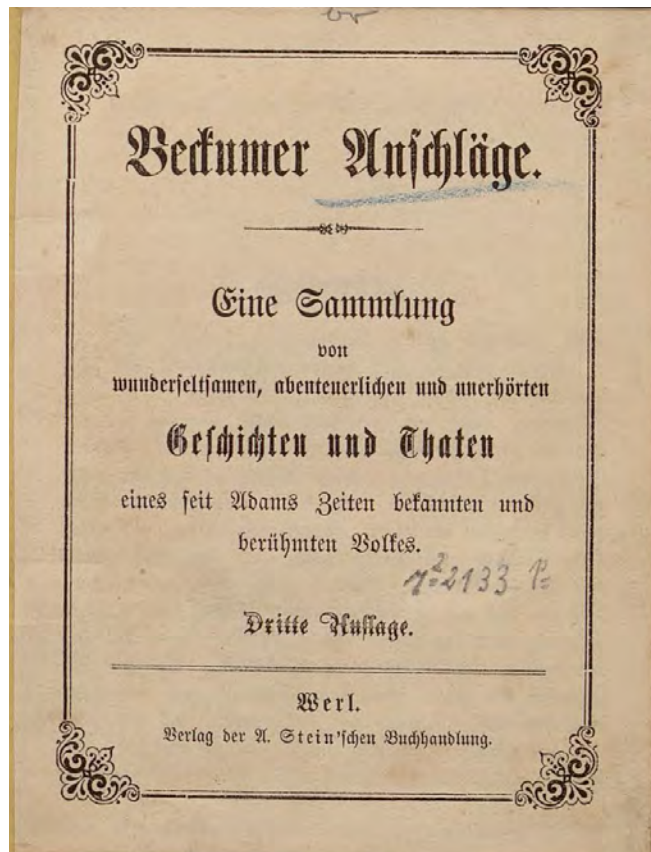 Beckumer Anschläge.
Eine Sammlung
von
wunderseltsamen, abenteuerlichen und unerhörten
Geschichten und Thaten
eines seit Adams Zeiten bekannten und
berühmten Volkes.
2133
Dritte Auflage.
Werl.
Verlag der A. Stein'schen Buchhandlung.